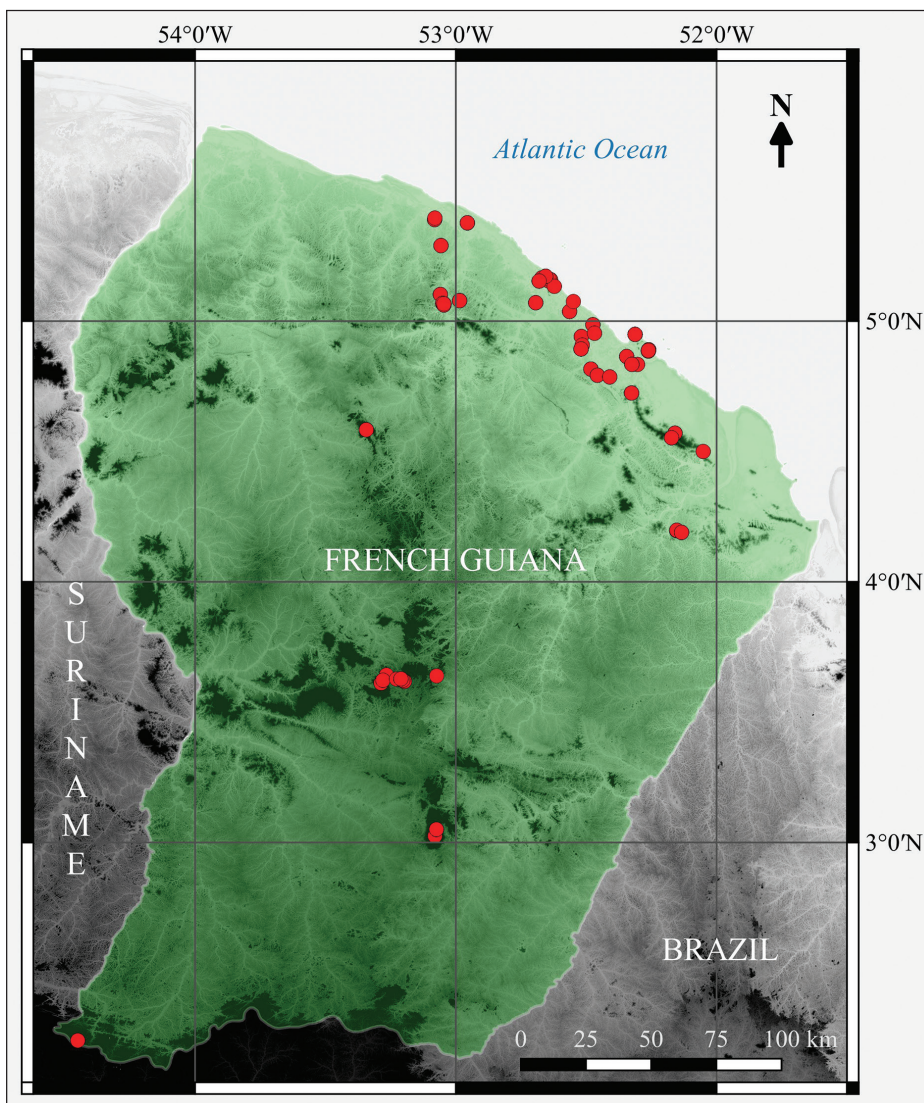 54°0′W 53°0′W 52°0′W
N
Atlantic Ocean
5°0′N
FRENCH GUIANA
4°0′N
SURINAME
3°0′N
BRAZIL
0 25 50 75 100 km